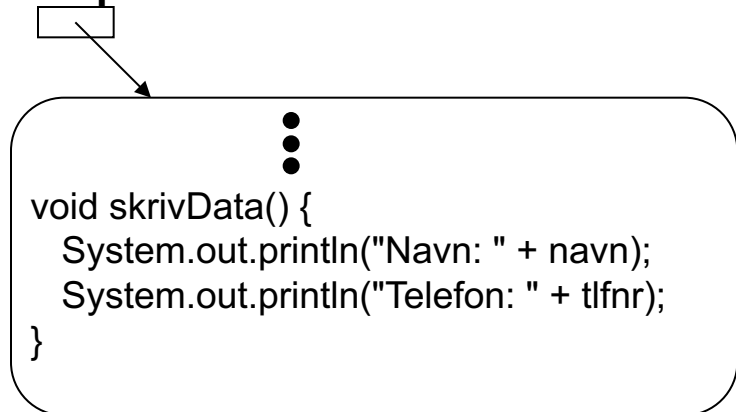 void skrivData() {
System.out.println("Navn: " + navn);
System.out.println("Telefon: " + tlfnr);
}